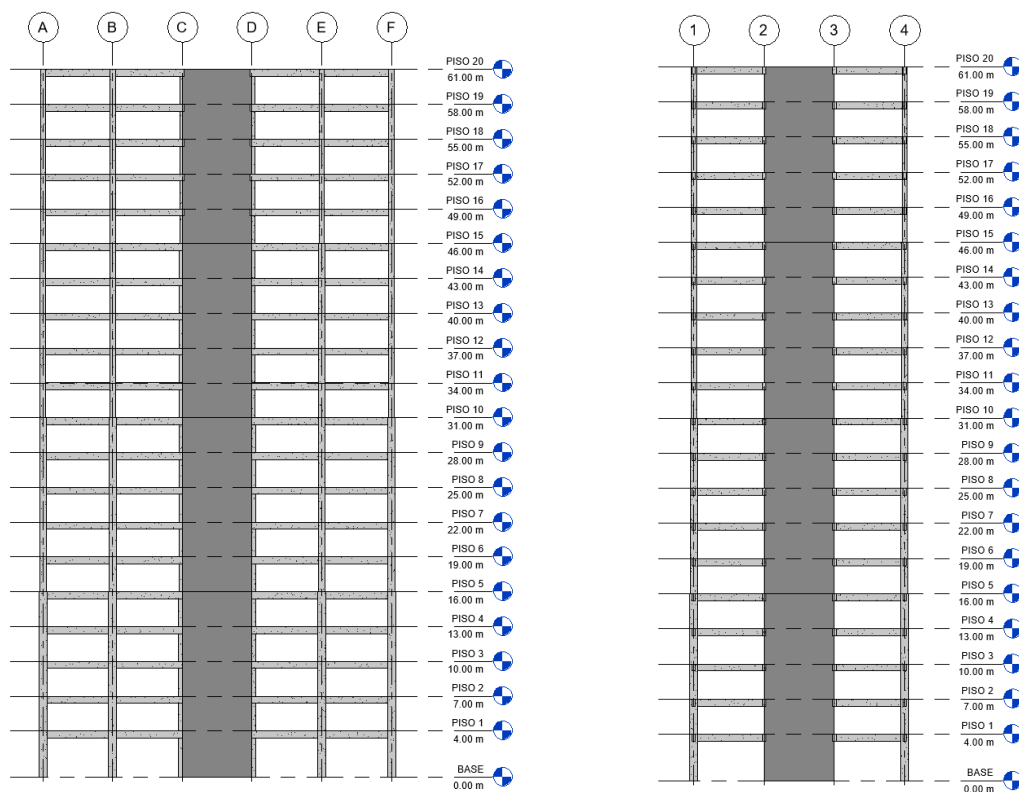 A B C D E F
PISO 20
61.00 m
PISO 19
58.00 m
PISO 18
55.00 m
PISO 17
52.00 m
PISO 16
49.00 m
PISO 15
46.00 m
PISO 14
43.00 m
PISO 13
40.00 m
PISO 12
37.00 m
PISO 11
34.00 m
PISO 10
31.00 m
PISO 9
28.00 m
PISO 8
25.00 m
PISO 7
22.00 m
PISO 6
19.00 m
PISO 5
16.00 m
PISO 4
13.00 m
PISO 3
10.00 m
PISO 2
7.00 m
PISO 1
4.00 m
BASE
0.00 m
1 2 3 4
PISO 20
61.00 m
PISO 19
58.00 m
PISO 18
55.00 m
PISO 17
52.00 m
PISO 16
49.00 m
PISO 15
46.00 m
PISO 14
43.00 m
PISO 13
40.00 m
PISO 12
37.00 m
PISO 11
34.00 m
PISO 10
31.00 m
PISO 9
28.00 m
PISO 8
25.00 m
PISO 7
22.00 m
PISO 6
19.00 m
PISO 5
16.00 m
PISO 4
13.00 m
PISO 3
10.00 m
PISO 2
7.00 m
PISO 1
4.00 m
BASE
0.00 m